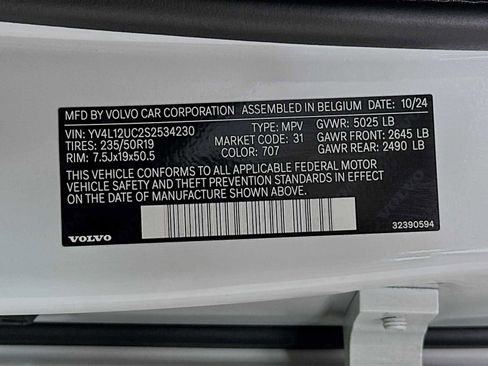 MFD BY VOLVO CAR CORPORATION ASSEMBLED IN BELGIUM DATE: 10/24
VIN: YV4L12UC2S2534230 TYPE: MPV GVWR: 5025 LB
TIRES: 235/50R19 MARKET CODE: 31 GAWR FRONT: 2645 LB
RIM: 7.5Jx19x50.5 COLOR: 707 GAWR REAR: 2490 LB
THIS VEHICLE CONFORMS TO ALL APPLICABLE FEDERAL MOTOR
VEHICLE SAFETY AND THEFT PREVENTION STANDARDS IN EFFECT
ON THE DATE OF MANUFACTURE SHOWN ABOVE.
VOLVO 32390594